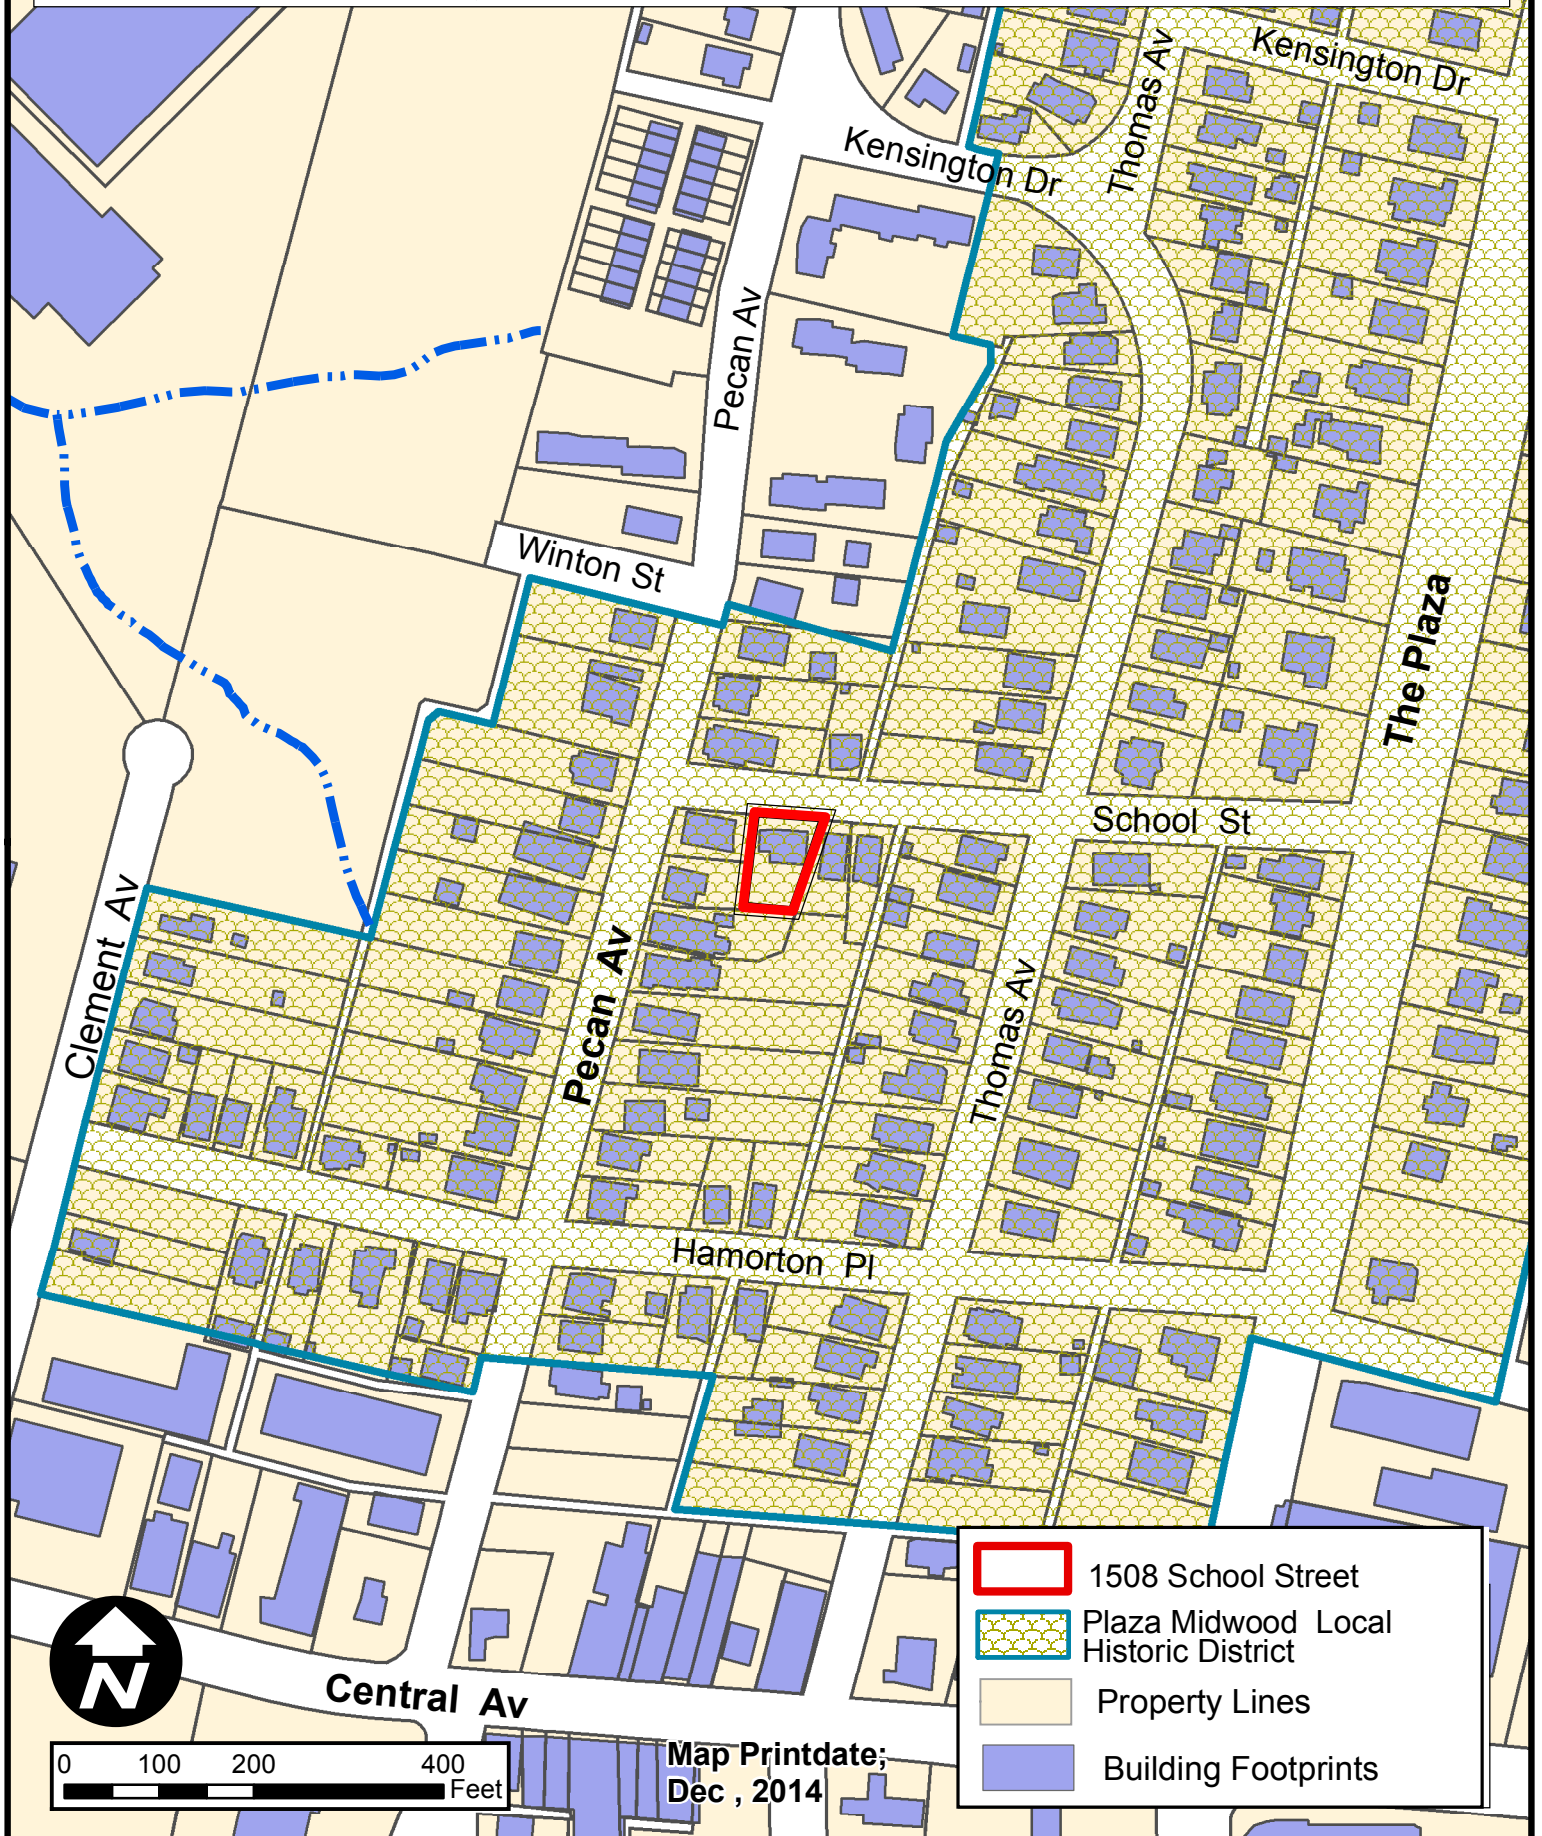 Kensington Dr
Thomas Av
Kensington Dr
Pecan Av
Winton St
The Plaza
School  St
Clement Av
Pecan Av
Thomas Av
Hamorton  Pl
Central  Av
1508 School Street
Plaza Midwood  Local
Historic District
Property Lines
Building Footprints
N
0 100 200 400
Feet
Map Printdate;
Dec , 2014